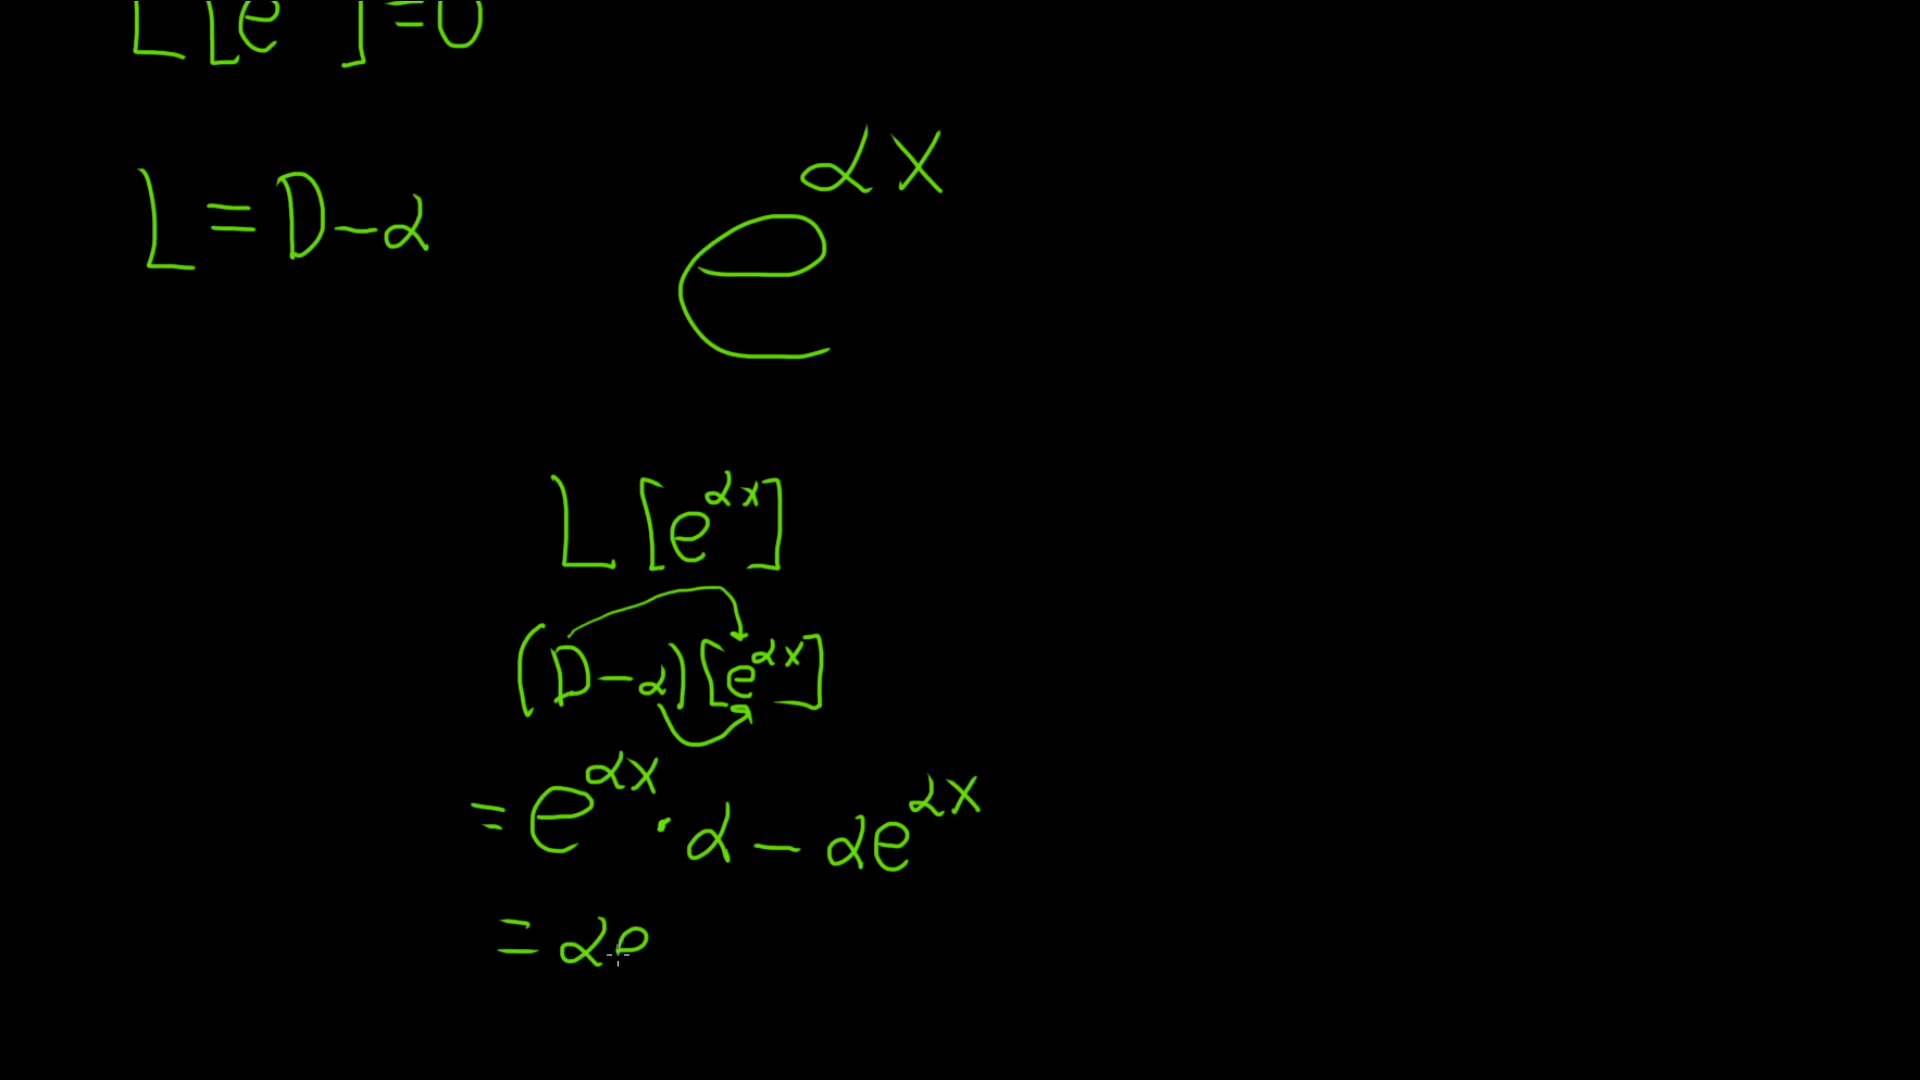 L[e ]=0
L=D-α
e^{αx}
L[e^{αx}]
(D-α)[e^{αx}]
=e^{αx}·α-αe^{αx}
=αe